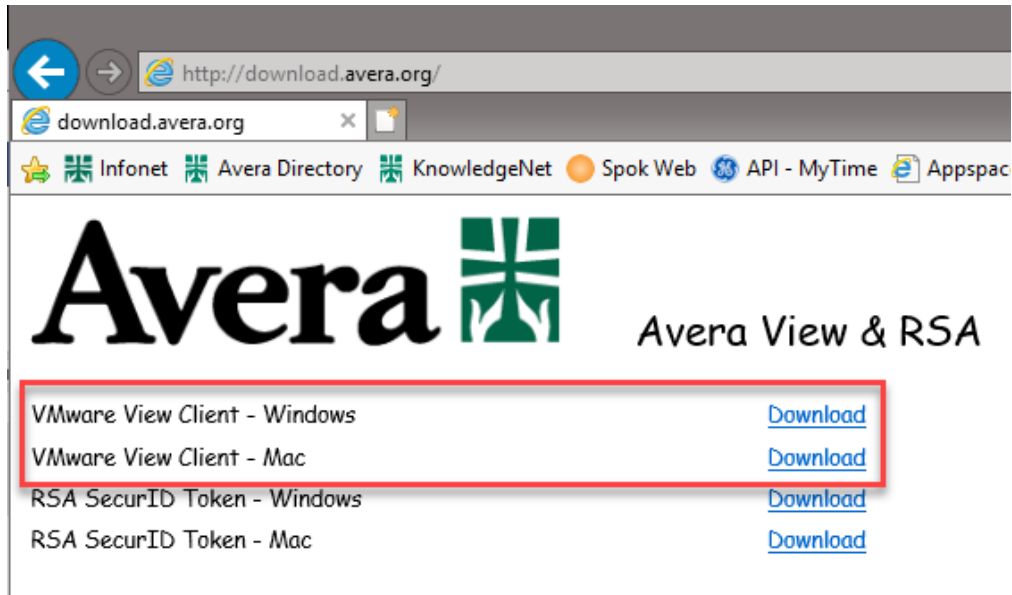 http://download.avera.org/
download.avera.org
Infonet Avera Directory KnowledgeNet Spok Web API - MyTime Appspac
Avera
Avera View & RSA
VMware View Client - Windows Download
VMware View Client - Mac Download
RSA SecurID Token - Windows Download
RSA SecurID Token - Mac Download